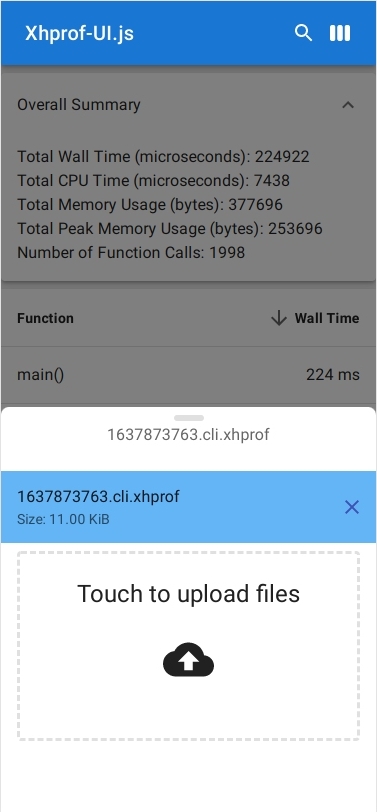 Xhprof-UI.js
Overall Summary
Total Wall Time (microseconds): 224922
Total CPU Time (microseconds): 7438
Total Memory Usage (bytes): 377696
Total Peak Memory Usage (bytes): 253696
Number of Function Calls: 1998
Function Wall Time
main() 224 ms
1637873763.cli.xhprof
1637873763.cli.xhprof
Size: 11.00 KiB
Touch to upload files